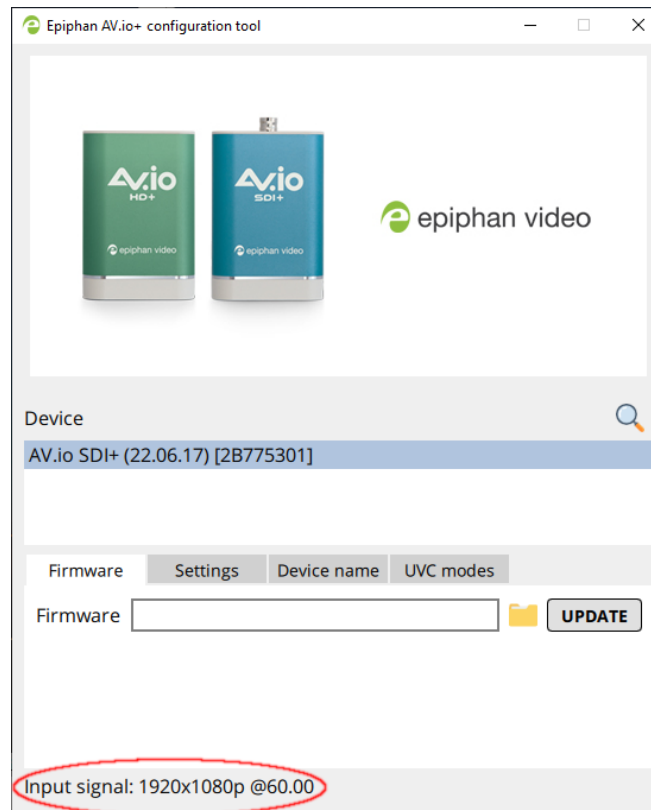 Epiphan AV.io+ configuration tool
AV.io
HD+
epiphan video
AV.io
SDI+
epiphan video
epiphan video
Device
AV.io SDI+ (22.06.17) [2B775301]
Firmware Settings Device name UVC modes
Firmware UPDATE
Input signal: 1920x1080p @60.00